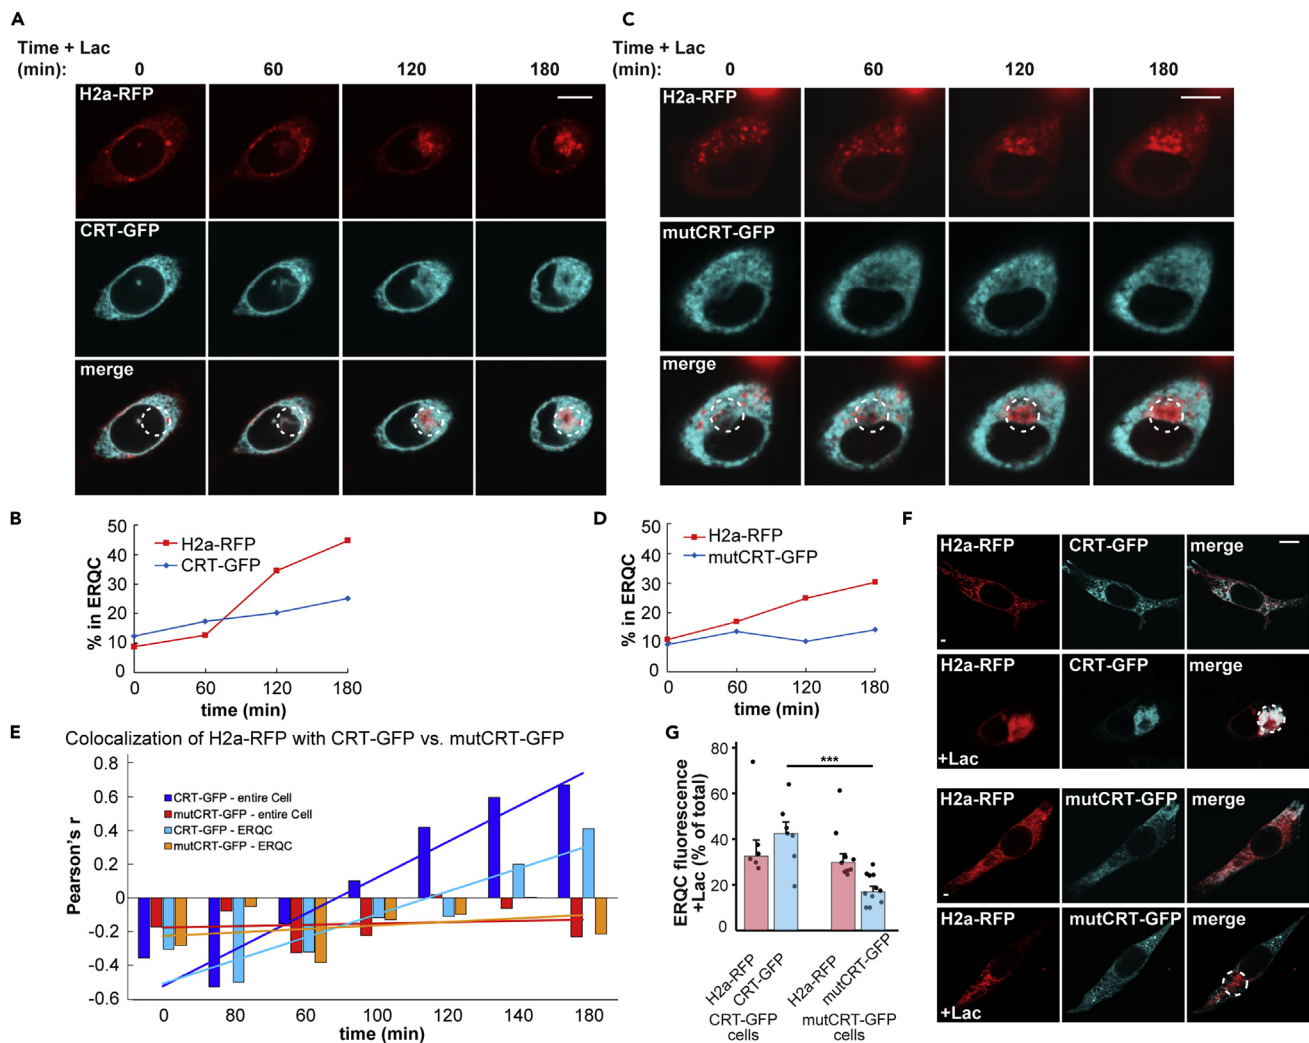 A
Time + Lac
(min):
0
60
120
180
H2a-RFP
CRT-GFP
merge
C
Time + Lac
(min):
0
60
120
180
H2a-RFP
mutCRT-GFP
merge
B
% in ERQC
50
40
30
20
10
0
H2a-RFP
CRT-GFP
0
60
120
180
time (min)
D
% in ERQC
50
40
30
20
10
0
H2a-RFP
mutCRT-GFP
0
60
120
180
time (min)
E
Colocalization of H2a-RFP with CRT-GFP vs. mutCRT-GFP
Pearson's r
0.8
0.6
0.4
0.2
0
-0.2
-0.4
-0.6
CRT-GFP - entire Cell
mutCRT-GFP - entire Cell
CRT-GFP - ERQC
mutCRT-GFP - ERQC
0
80
60
100
120
140
180
time (min)
F
H2a-RFP
CRT-GFP
merge
H2a-RFP
CRT-GFP
merge
+Lac
H2a-RFP
mutCRT-GFP
merge
H2a-RFP
mutCRT-GFP
merge
+Lac
G
ERQC fluorescence
+Lac (% of total)
80
60
40
20
0
***
H2a-RFP
CRT-GFP
H2a-RFP
mutCRT-GFP
CRT-GFP
cells
mutCRT-GFP
cells